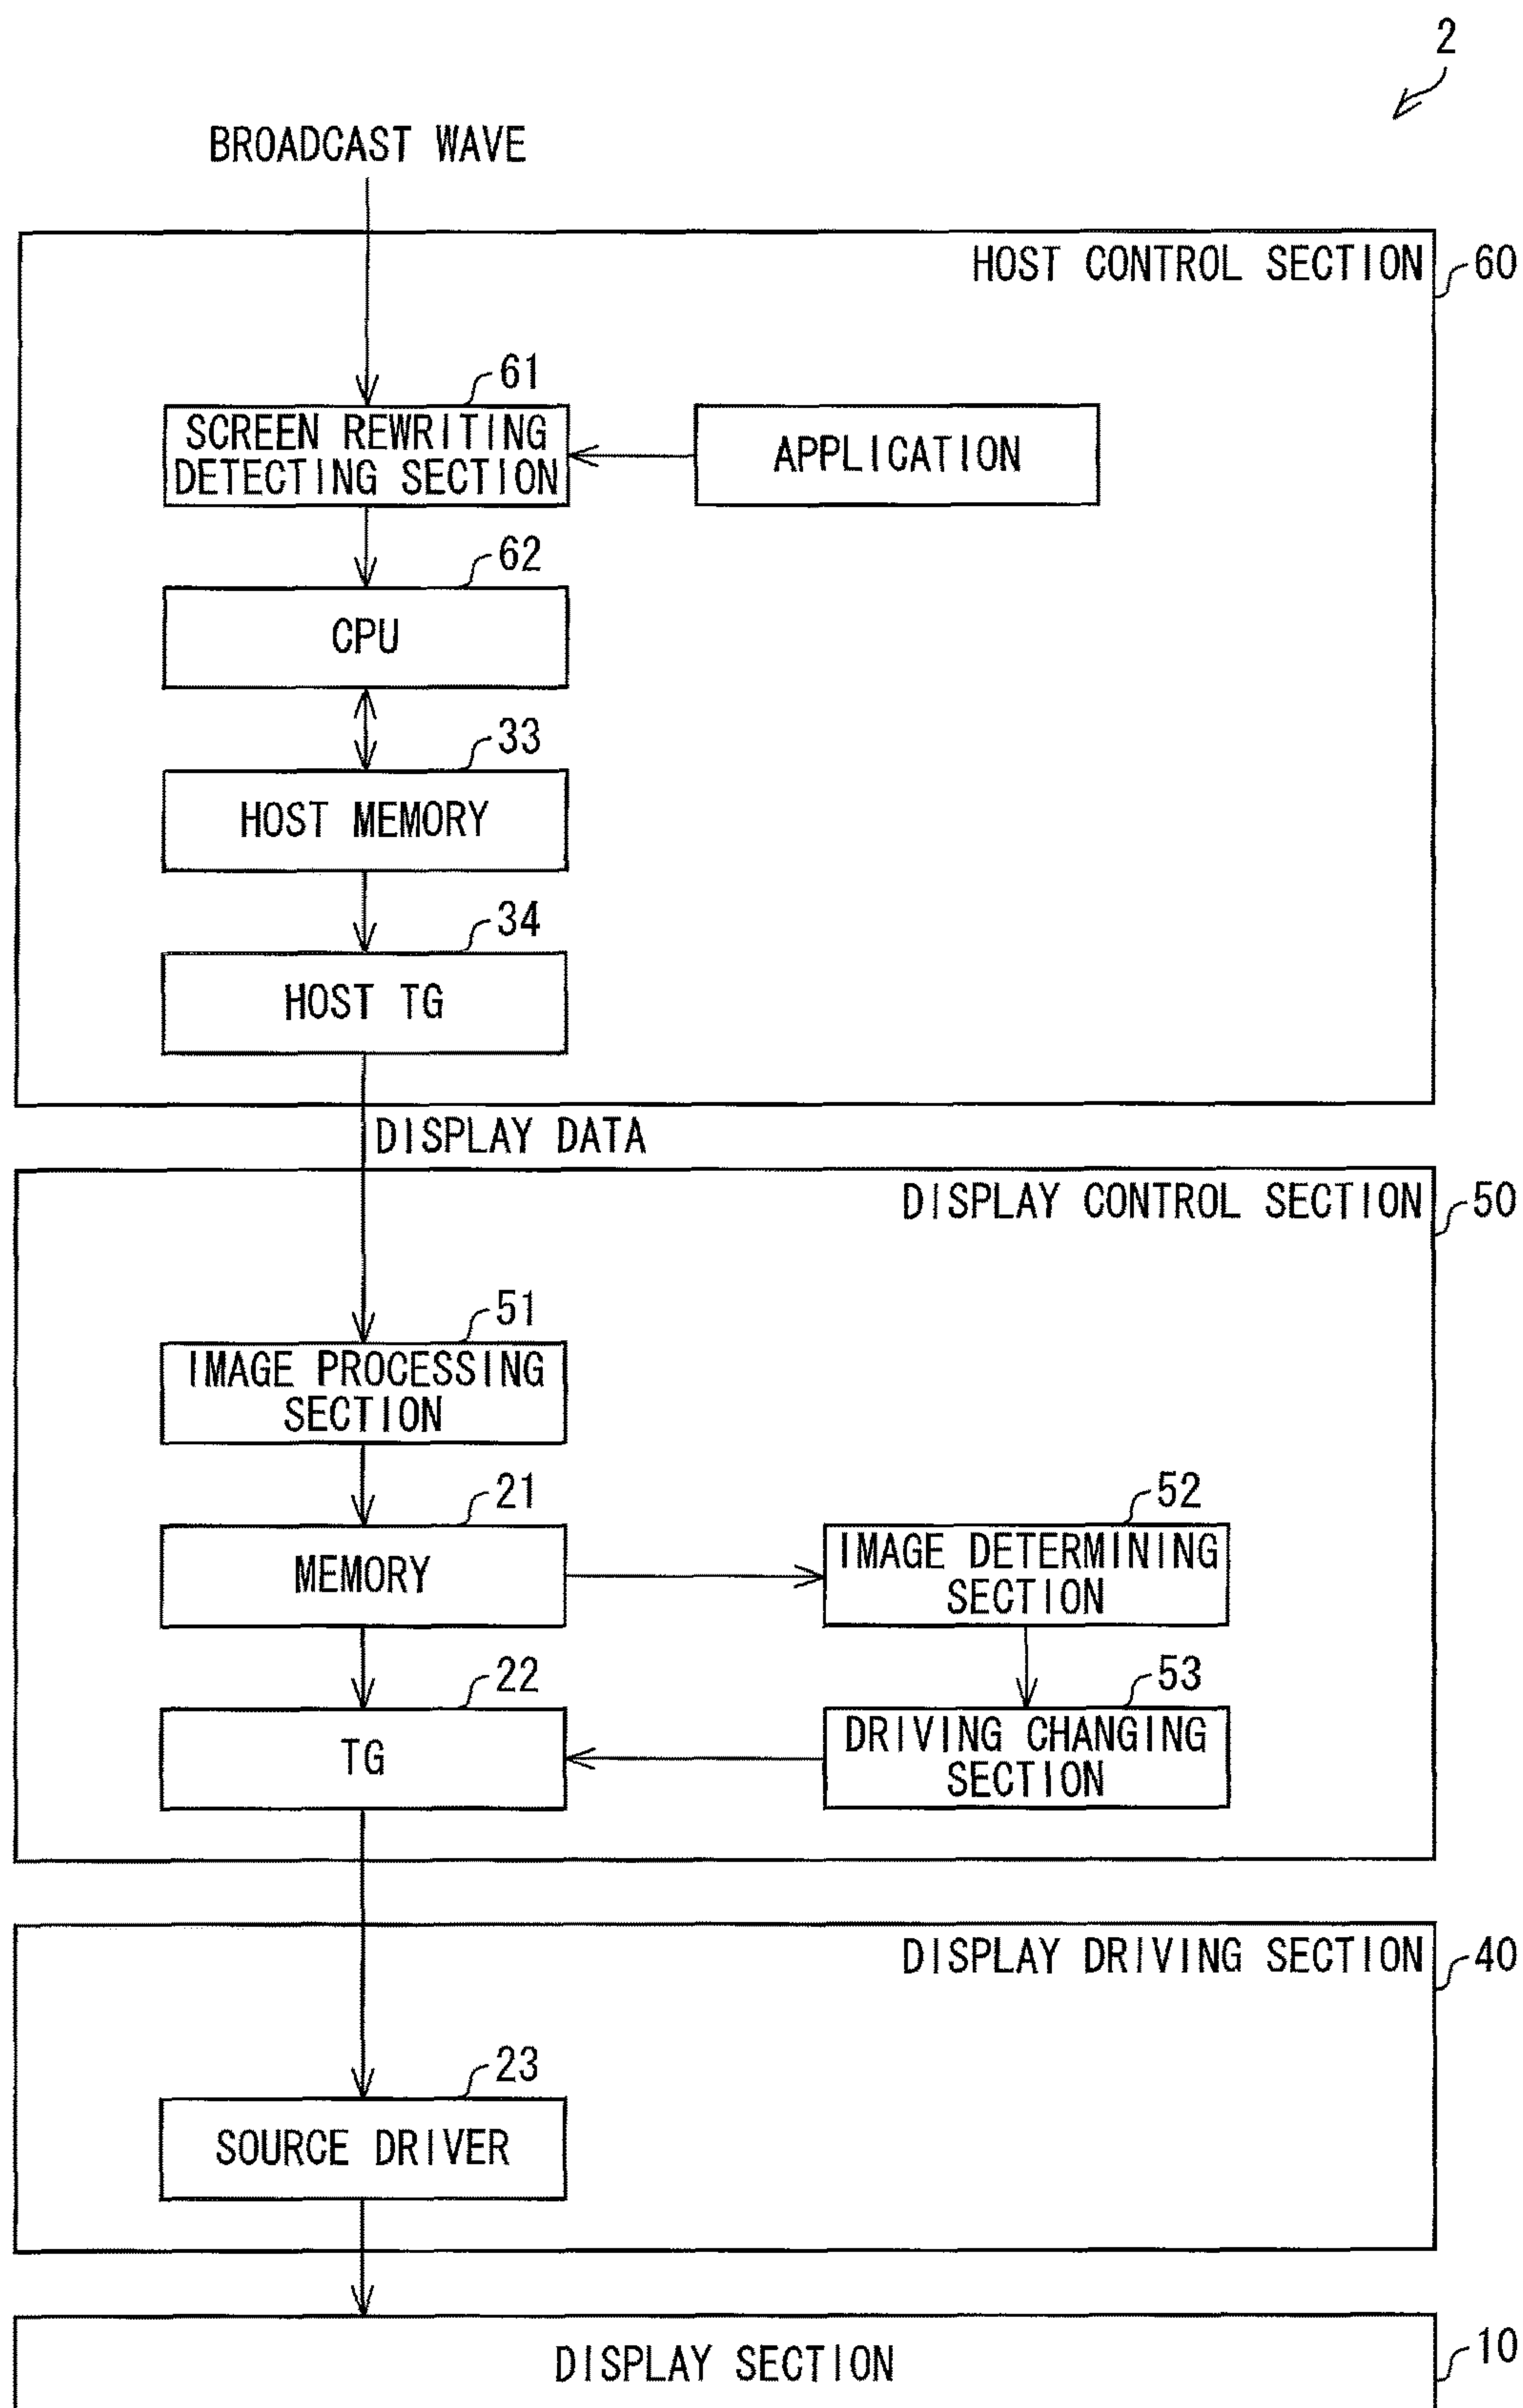 2
BROADCAST WAVE
HOST CONTROL SECTION
60
61
SCREEN REWRITING
DETECTING SECTION
APPLICATION
62
CPU
33
HOST MEMORY
34
HOST TG
DISPLAY DATA
DISPLAY CONTROL SECTION
50
51
IMAGE PROCESSING
SECTION
21
MEMORY
52
IMAGE DETERMINING
SECTION
22
TG
53
DRIVING CHANGING
SECTION
DISPLAY DRIVING SECTION
40
23
SOURCE DRIVER
DISPLAY SECTION
10